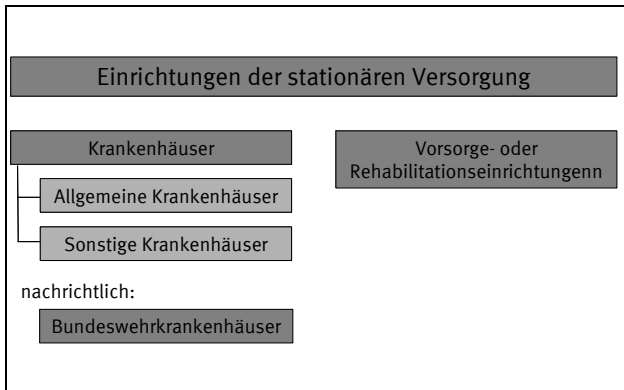 Einrichtungen der stationären Versorgung
Krankenhäuser
Allgemeine Krankenhäuser
Sonstige Krankenhäuser
nachrichtlich:
Bundeswehrkrankenhäuser
Vorsorge- oder
Rehabilitationseinrichtungenn